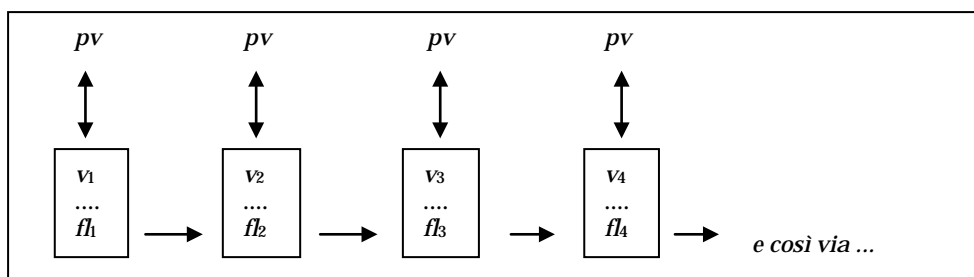 pv pv pv pv
v1 v2 v3 v4
.... .... .... ....
fl1 fl2 fl3 fl4
e così via ...